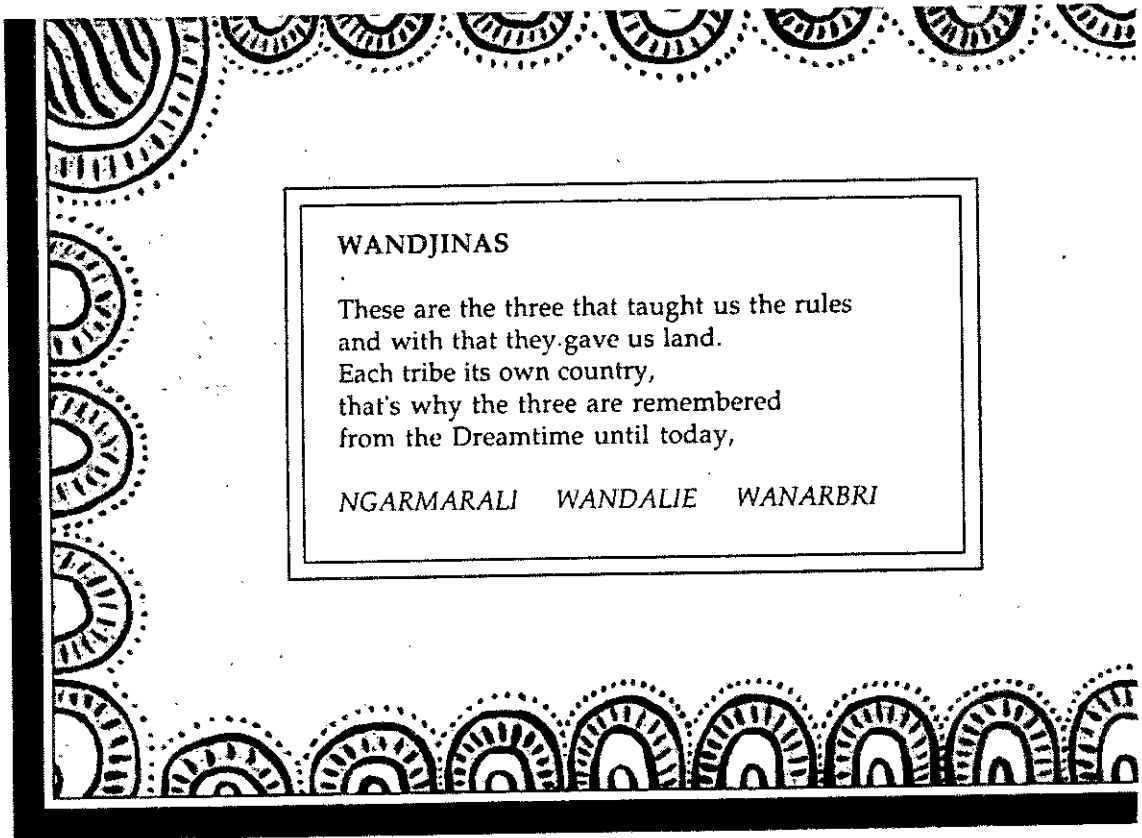 WANDJINAS
These are the three that taught us the rules
and with that they gave us land.
Each tribe its own country,
that's why the three are remembered
from the Dreamtime until today,
NGARMARALI WANDALIE WANARBRI